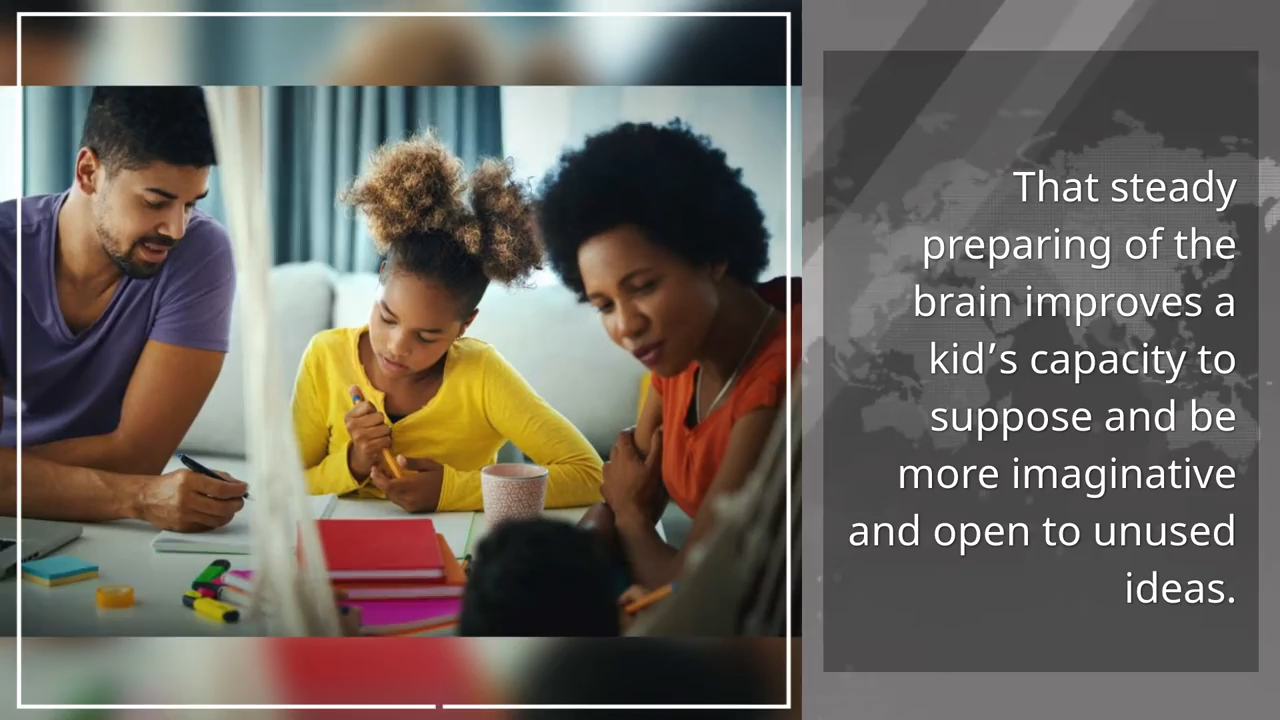 That steady
preparing of the
brain improves a
kid’s capacity to
suppose and be
more imaginative
and open to unused
ideas.